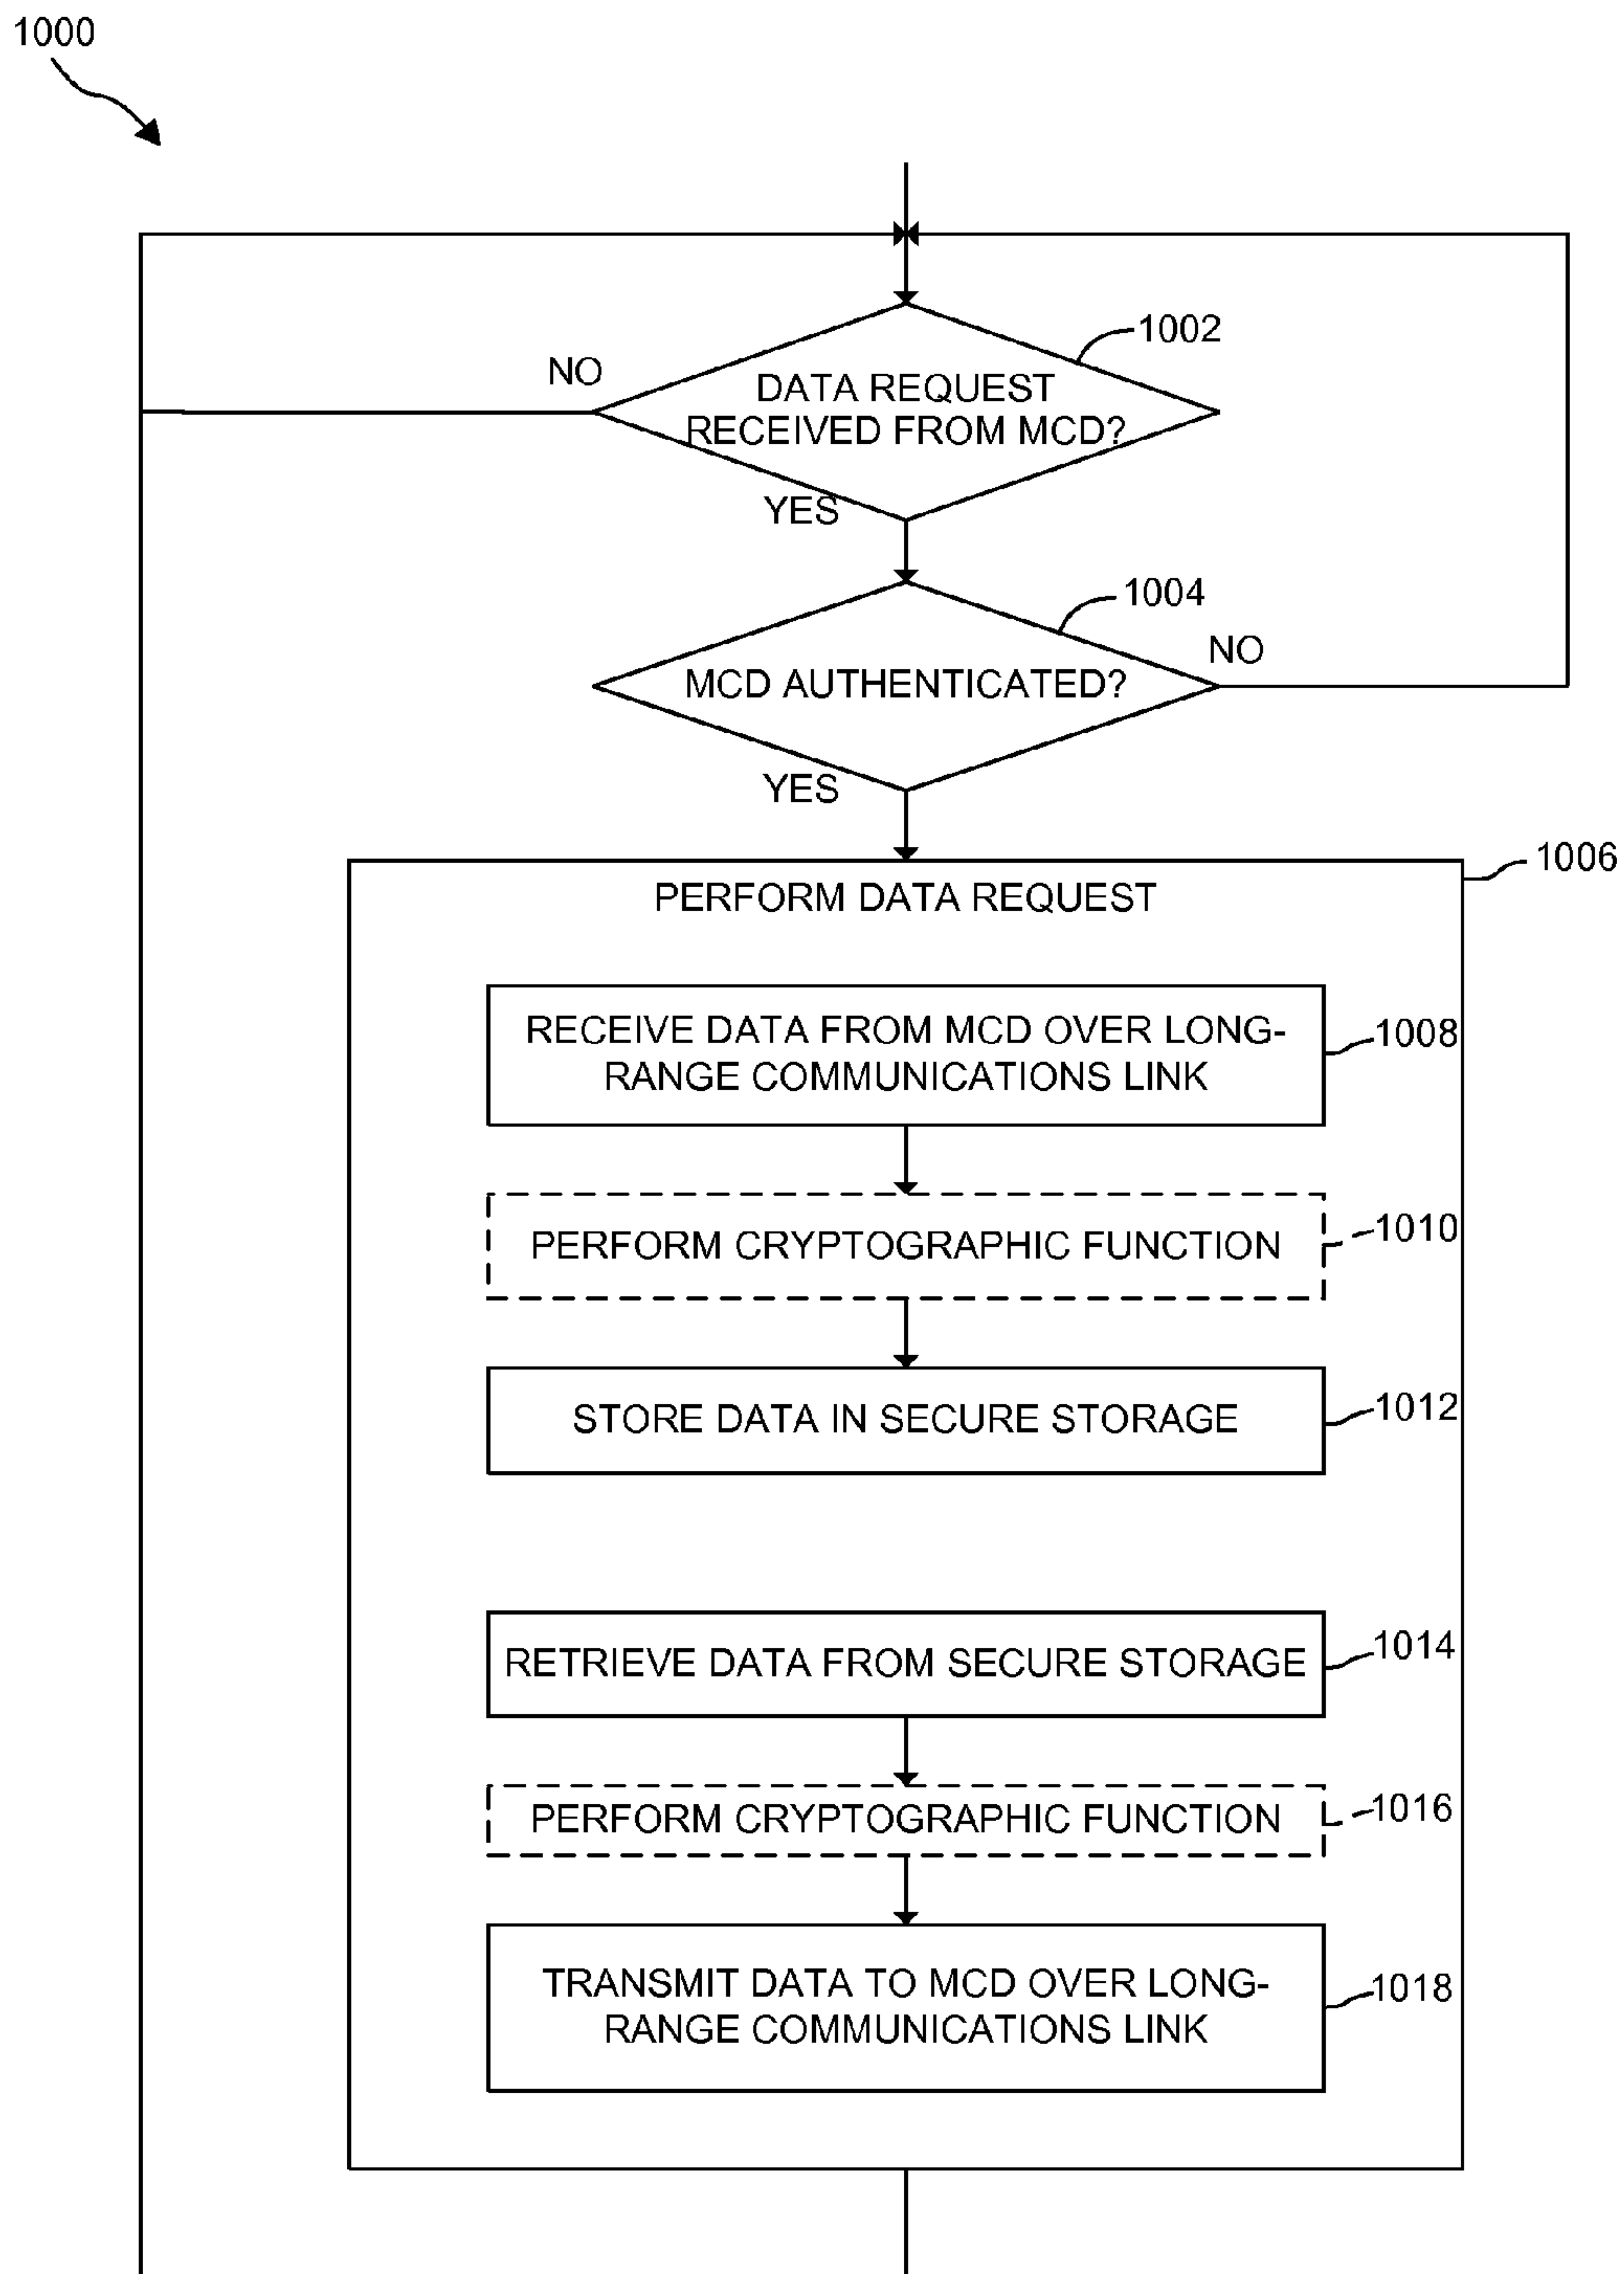 1000
1002
NO
DATA REQUEST
RECEIVED FROM MCD?
YES
1004
NO
MCD AUTHENTICATED?
YES
1006
PERFORM DATA REQUEST
RECEIVE DATA FROM MCD OVER LONG-
RANGE COMMUNICATIONS LINK
1008
PERFORM CRYPTOGRAPHIC FUNCTION
1010
STORE DATA IN SECURE STORAGE
1012
RETRIEVE DATA FROM SECURE STORAGE
1014
PERFORM CRYPTOGRAPHIC FUNCTION
1016
TRANSMIT DATA TO MCD OVER LONG-
RANGE COMMUNICATIONS LINK
1018